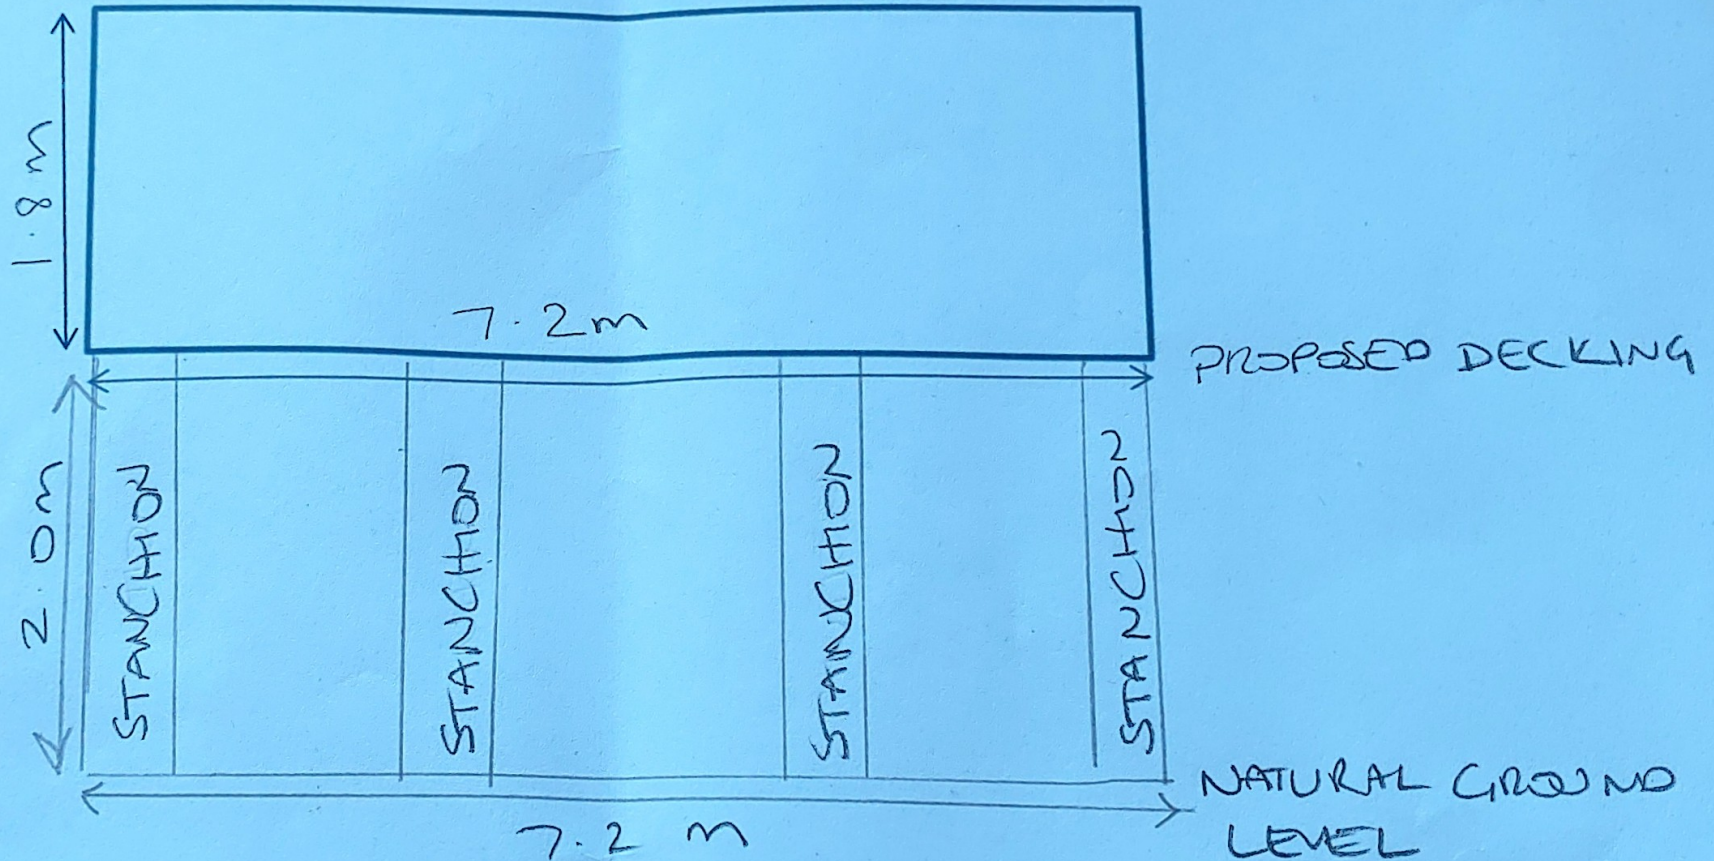 1.8m
7.2m
PROPOSED DECKING
2.0m
STANCHION
STANCHION
STANCHION
STANCHION
NATURAL GROUND
LEVEL
7.2 m